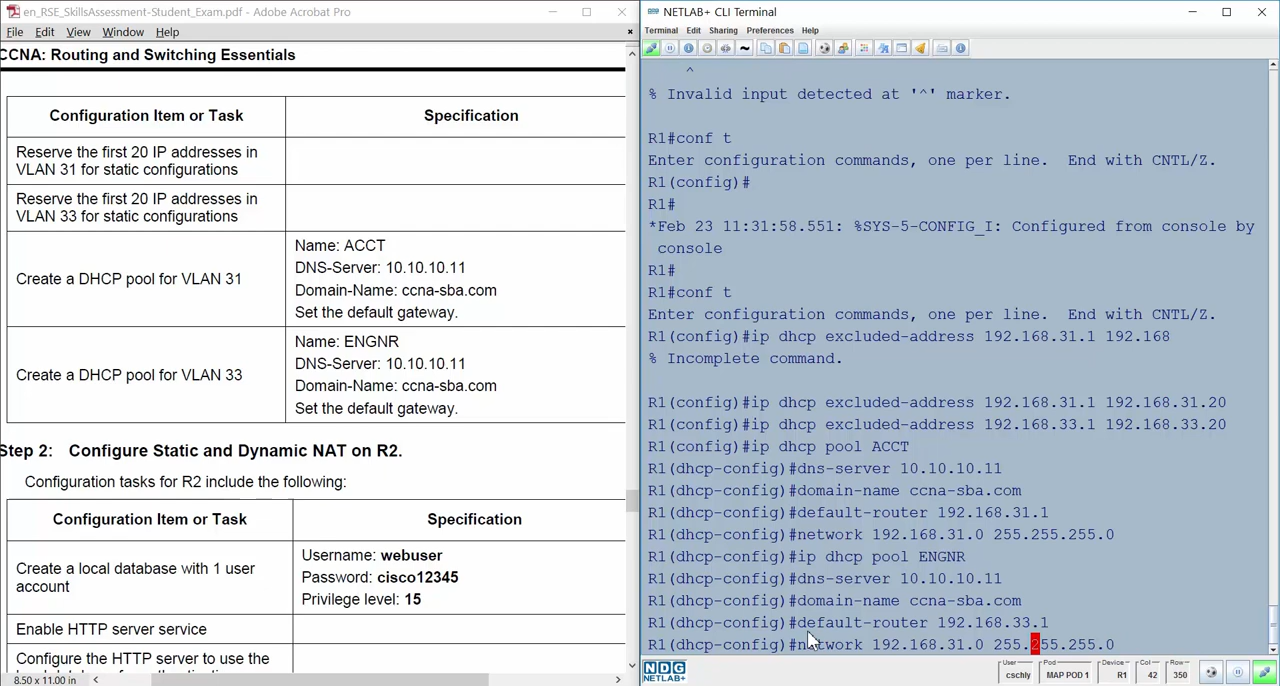 en_RSE_SkillsAssessment-Student_Exam.pdf - Adobe Acrobat Pro
File Edit View Window Help
CCNA: Routing and Switching Essentials
Configuration Item or Task Specification
Reserve the first 20 IP addresses in
VLAN 31 for static configurations
Reserve the first 20 IP addresses in
VLAN 33 for static configurations
Create a DHCP pool for VLAN 31
Name: ACCT
DNS-Server: 10.10.10.11
Domain-Name: ccna-sba.com
Set the default gateway.
Create a DHCP pool for VLAN 33
Name: ENGNR
DNS-Server: 10.10.10.11
Domain-Name: ccna-sba.com
Set the default gateway.
Step 2: Configure Static and Dynamic NAT on R2.
Configuration tasks for R2 include the following:
Configuration Item or Task Specification
Create a local database with 1 user
account
Username: webuser
Password: cisco12345
Privilege level: 15
Enable HTTP server service
Configure the HTTP server to use the
8.50 x 11.00 in
NETLAB+ CLI Terminal
Terminal Edit Sharing Preferences Help
^
% Invalid input detected at '^' marker.
R1#conf t
Enter configuration commands, one per line. End with CNTL/Z.
R1(config)#
R1#
*Feb 23 11:31:58.551: %SYS-5-CONFIG_I: Configured from console by
console
R1#
R1#conf t
Enter configuration commands, one per line. End with CNTL/Z.
R1(config)#ip dhcp excluded-address 192.168.31.1 192.168
% Incomplete command.
R1(config)#ip dhcp excluded-address 192.168.31.1 192.168.31.20
R1(config)#ip dhcp excluded-address 192.168.33.1 192.168.33.20
R1(config)#ip dhcp pool ACCT
R1(dhcp-config)#dns-server 10.10.10.11
R1(dhcp-config)#domain-name ccna-sba.com
R1(dhcp-config)#default-router 192.168.31.1
R1(dhcp-config)#network 192.168.31.0 255.255.255.0
R1(dhcp-config)#ip dhcp pool ENGNR
R1(dhcp-config)#dns-server 10.10.10.11
R1(dhcp-config)#domain-name ccna-sba.com
R1(dhcp-config)#default-router 192.168.33.1
R1(dhcp-config)#network 192.168.31.0 255.255.255.0
NDG
NETLAB+
User
cschly
Pod
MAP POD 1
Device
R1
Col
42
Row
350